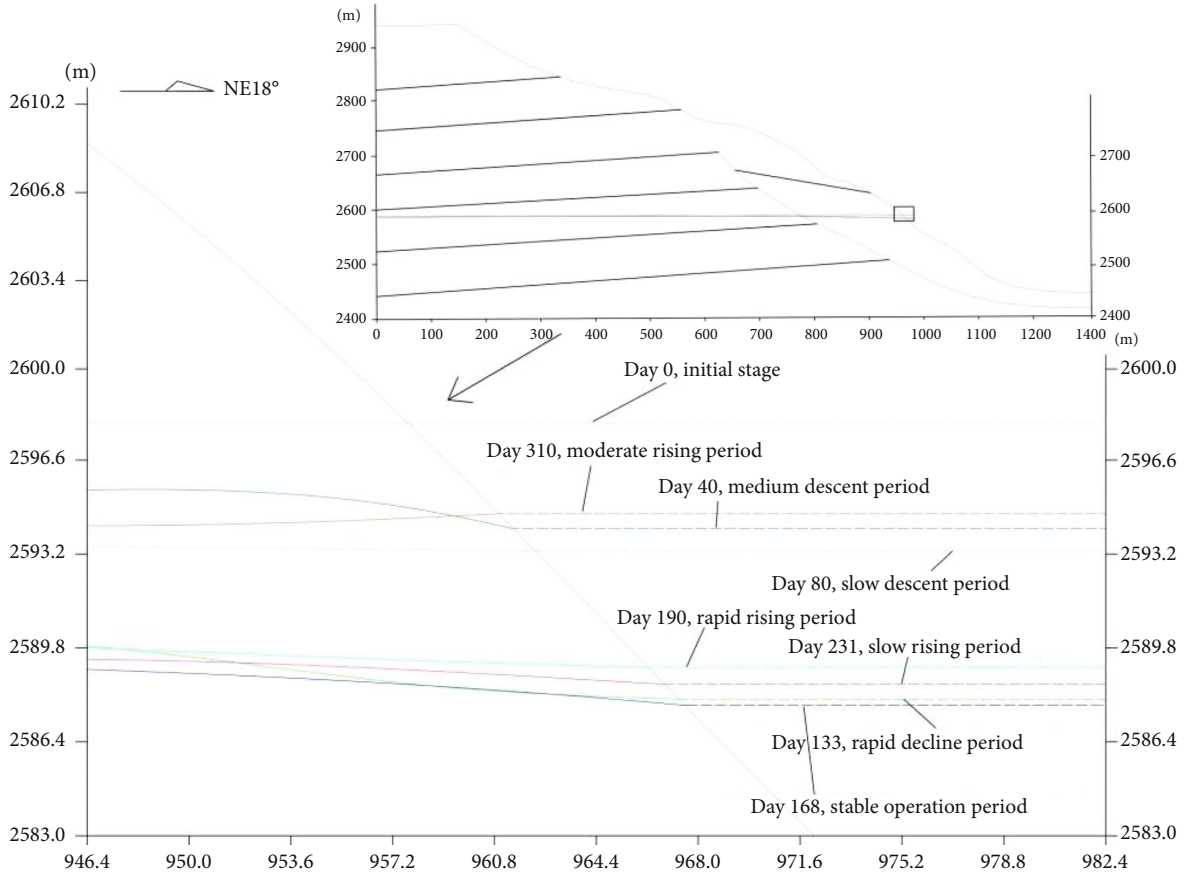 (m)
2900
2800
2700
2600
2500
2400
0 100 200 300 400 500 600 700 800 900 1000 1100 1200 1400
2700
2600
2500
2400
(m)
(m)
NE18°
2610.2
2606.8
2603.4
2600.0
2596.6
2593.2
2589.8
2586.4
2583.0
2600.0
2596.6
2593.2
2589.8
2586.4
2583.0
Day 0, initial stage
Day 310, moderate rising period
Day 40, medium descent period
Day 80, slow descent period
Day 190, rapid rising period
Day 231, slow rising period
Day 133, rapid decline period
Day 168, stable operation period
946.4 950.0 953.6 957.2 960.8 964.4 968.0 971.6 975.2 978.8 982.4